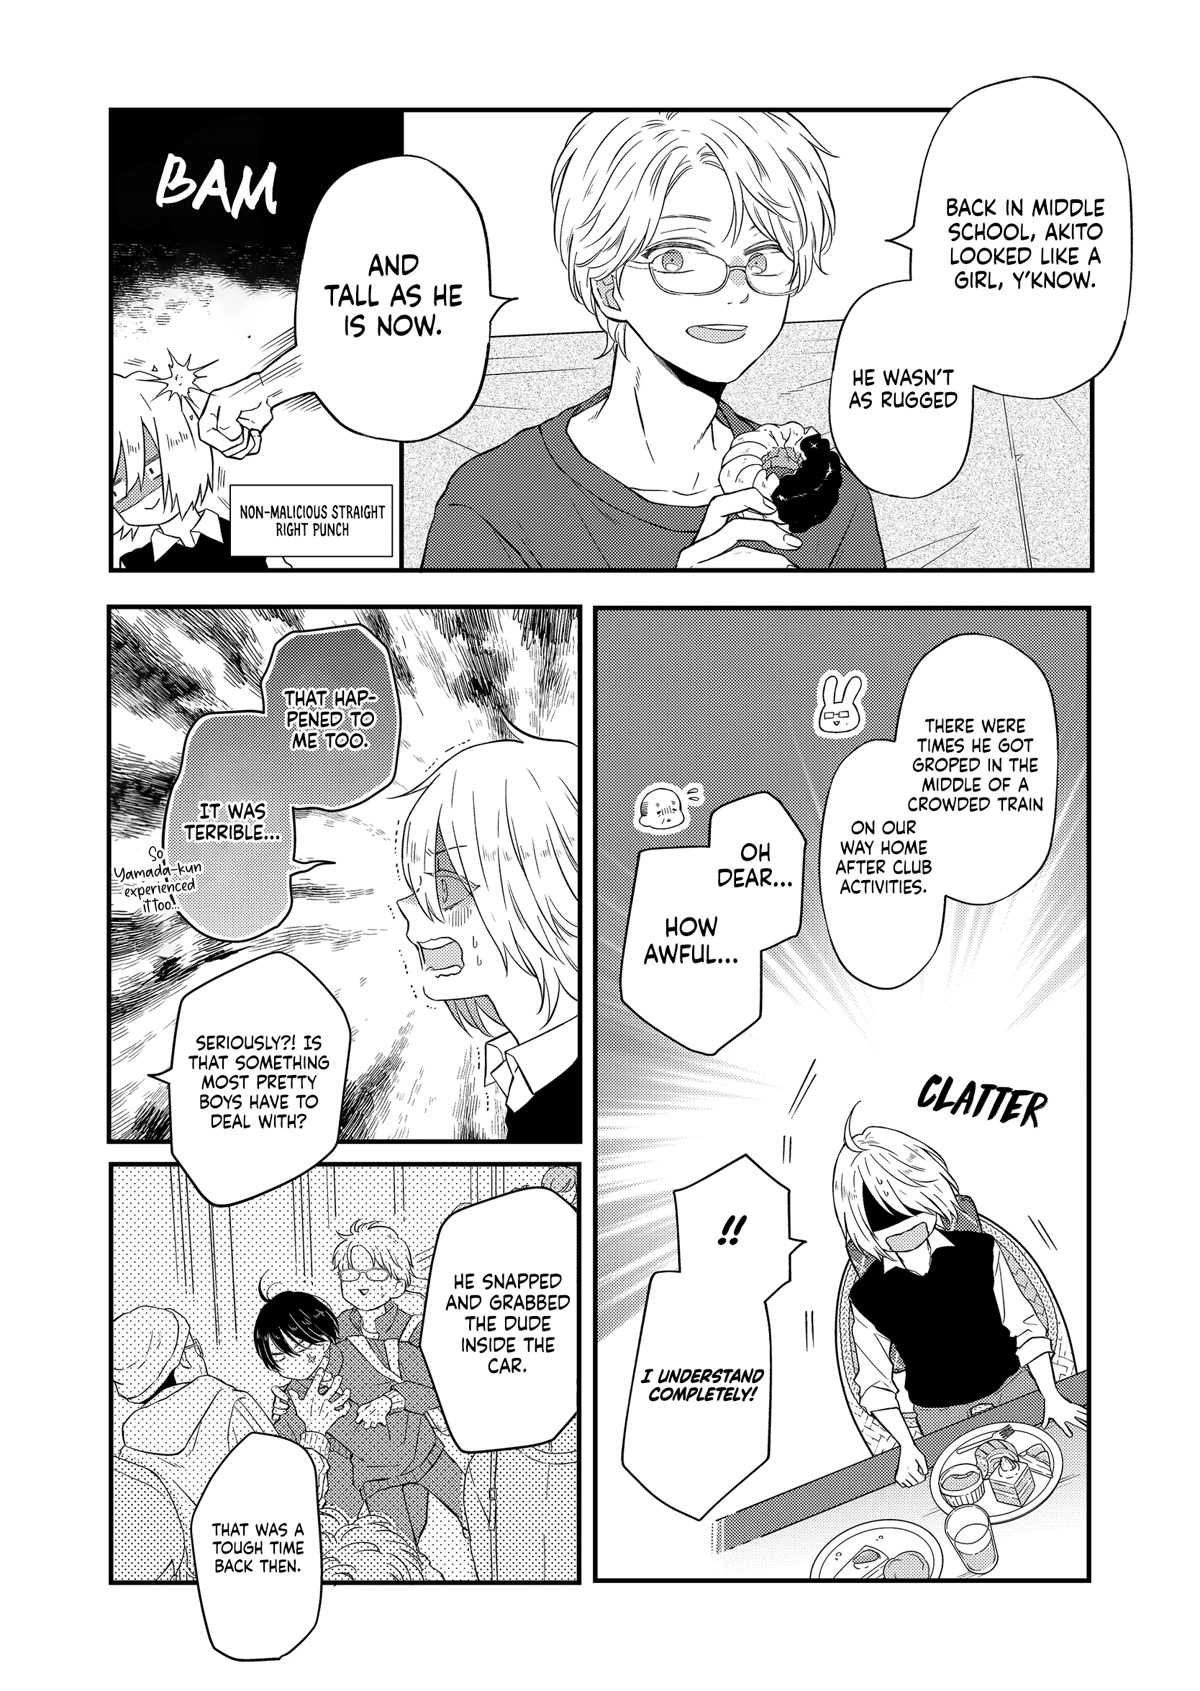 BACK IN MIDDLE
SCHOOL, AKITO
LOOKED LIKE A
GIRL, Y'KNOW.
HE WASN'T
AS RUGGED
AND
TALL AS HE
IS NOW.
BAM
NON-MALICIOUS STRAIGHT
RIGHT PUNCH
THERE WERE
TIMES HE GOT
GROPED IN THE
MIDDLE OF A
CROWDED TRAIN
ON OUR
WAY HOME
AFTER CLUB
ACTIVITIES.
OH
DEAR...
HOW
AWFUL...
CLATTER
!!
I UNDERSTAND
COMPLETELY!
THAT HAP-
PENED TO
ME TOO.
IT WAS
TERRIBLE...
So
Yamada-kun
experienced
it too...
SERIOUSLY?! IS
THAT SOMETHING
MOST PRETTY
BOYS HAVE TO
DEAL WITH?
HE SNAPPED
AND GRABBED
THE DUDE
INSIDE THE
CAR.
THAT WAS A
TOUGH TIME
BACK THEN.